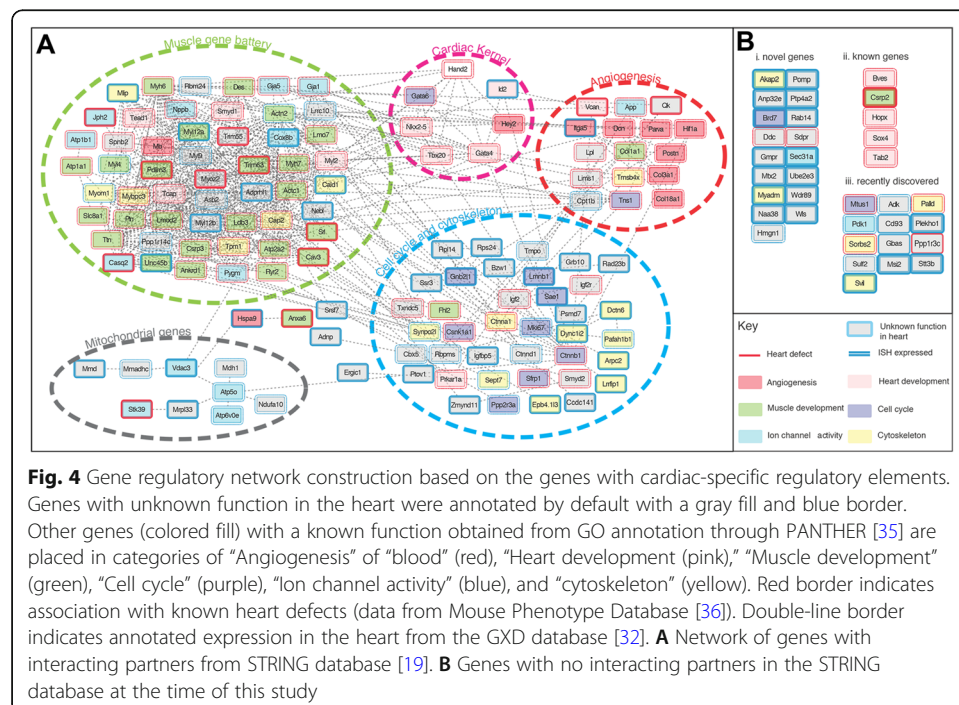 A
Muscle gene battery
Cardiac Kernel
Angiogenesis
Myh6
Rbm24
Des
Gja5
Gja1
Mlip
Nppb
Smyd1
Actn2
Lrrc10
Jph2
Tead1
Myl12a
Trim55
Cox8b
Lmo7
Atp1b1
Spnb2
Mb
Myl9
Atp1a1
Myl4
Pdlim3
Trim63
Myh7
Myl2
Myom1
Mybpc3
Tcap
Myoz2
Adprhl1
Actc1
Cald1
Slc8a1
Pln
Lmod2
Myl12b
Ldb3
Cap2
Nebl
Ttn
Ppp1r14c
Csrp3
Tpm1
Atp2a2
Srl
Casq2
Unc45b
Ankrd1
Pygm
Ryr2
Cav3
Hand2
Gata6
Id2
Nkx2-5
Hey2
Tbx20
Gata4
Vcan
App
Qk
Itga5
Dcn
Parva
Hif1a
Lpl
Col1a1
Postn
Lims1
Tmsb4x
Col3a1
Cpt1b
Tns1
Col18a1
Cell cycle and cytoskeleton
Rpl14
Rps24
Tmpo
Grb10
Rad23b
Ssr3
Bzw1
Gnb2l1
Lmnb1
Igf2r
Igf2
Sae1
Txndc5
Fhl2
Psmd7
Dctn6
Synpo2l
Csnk1a1
Ctnna1
Mki67
Dync1i2
Pafah1b1
Cbx5
Rbpms
Igfbp5
Ctnnd1
Ctnnb1
Arpc2
Ptov1
Prkar1a
Sept7
Sfrp1
Smyd2
Lrrfip1
Zmynd11
Ppp2r3a
Epb4.1l3
Ccdc141
Hspa9
Anxa6
Srsf7
Adnp
Ergic1
Mitochondrial genes
Mmd
Mmadhc
Vdac3
Mdh1
Atp5o
Stk39
Mrpl33
Atp6v0e
Ndufa10
B
i. novel genes
Akap2
Pomp
Anp32e
Ptp4a2
Brd7
Rab14
Ddc
Sdpr
Gmpr
Sec31a
Mtx2
Ube2e3
Myadm
Wdr89
Naa38
Wls
Hmgn1
ii. known genes
Bves
Csrp2
Hopx
Sox4
Tab2
iii. recently discovered
Mtus1
Adk
Palld
Pdk1
Cd93
Plekho1
Sorbs2
Gbas
Ppp1r3c
Sulf2
Msi2
Stt3b
Svil
Key
Unknown function
in heart
Heart defect
ISH expressed
Angiogenesis
Heart development
Muscle development
Cell cycle
Ion channel activity
Cytoskeleton
Fig. 4 Gene regulatory network construction based on the genes with cardiac-specific regulatory elements.
Genes with unknown function in the heart were annotated by default with a gray fill and blue border.
Other genes (colored fill) with a known function obtained from GO annotation through PANTHER [35] are
placed in categories of “Angiogenesis” of “blood” (red), “Heart development (pink),” “Muscle development”
(green), “Cell cycle” (purple), “Ion channel activity” (blue), and “cytoskeleton” (yellow). Red border indicates
association with known heart defects (data from Mouse Phenotype Database [36]). Double-line border
indicates annotated expression in the heart from the GXD database [32]. A Network of genes with
interacting partners from STRING database [19]. B Genes with no interacting partners in the STRING
database at the time of this study